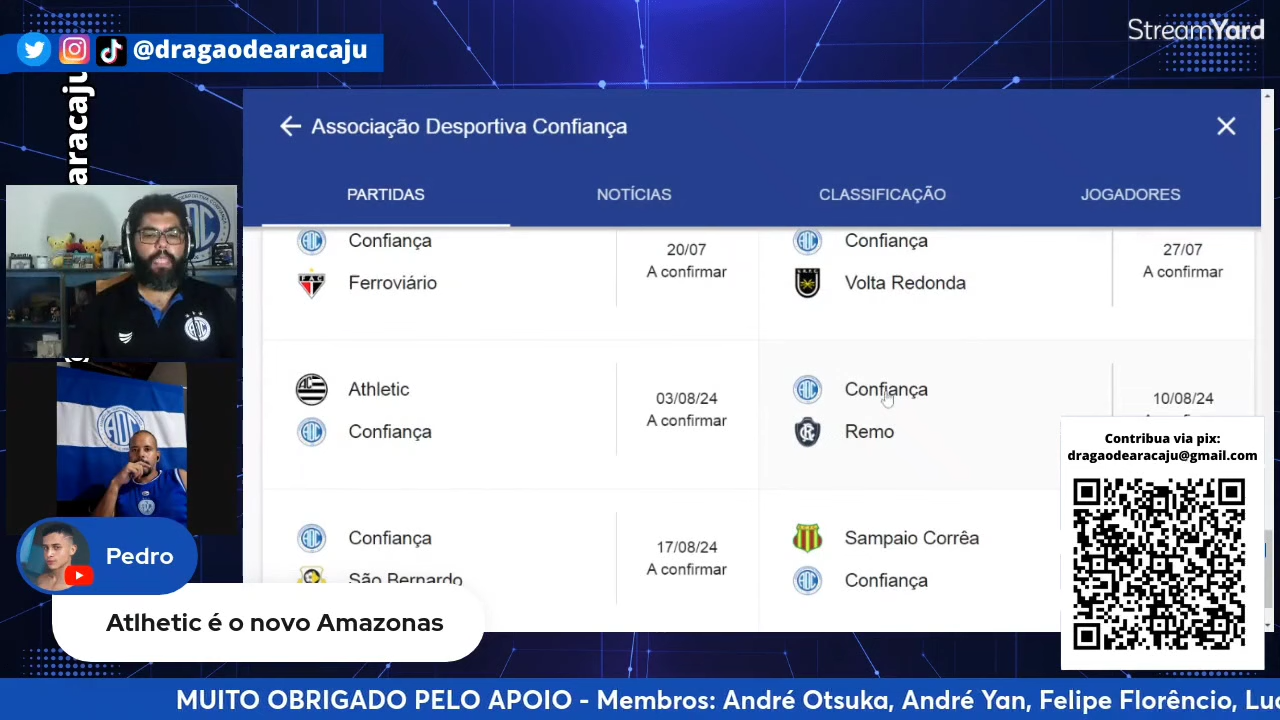 @dragaodearacaju
StreamYard
aracaju
Associação Desportiva Confiança
PARTIDAS
NOTÍCIAS
CLASSIFICAÇÃO
JOGADORES
Confiança
Ferroviário
20/07
A confirmar
Confiança
Volta Redonda
27/07
A confirmar
Athletic
Confiança
03/08/24
A confirmar
Confiança
Remo
10/08/24
Confiança
São Bernardo
17/08/24
A confirmar
Sampaio Corrêa
Confiança
Contribua via pix:
dragaodearacaju@gmail.com
Pedro
Atlhetic é o novo Amazonas
MUITO OBRIGADO PELO APOIO - Membros: André Otsuka, André Yan, Felipe Florêncio, Luc